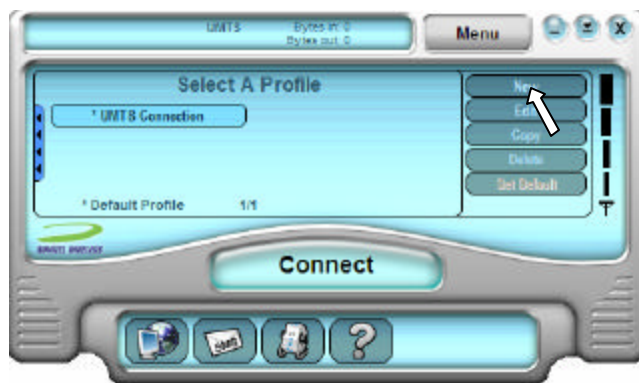 UMTS
Bytes in: 0
Bytes out: 0
Menu
X
Select A Profile
* UMTS Connection
* Default Profile 1/1
New
Edit
Copy
Delete
Set Default
Connect
?